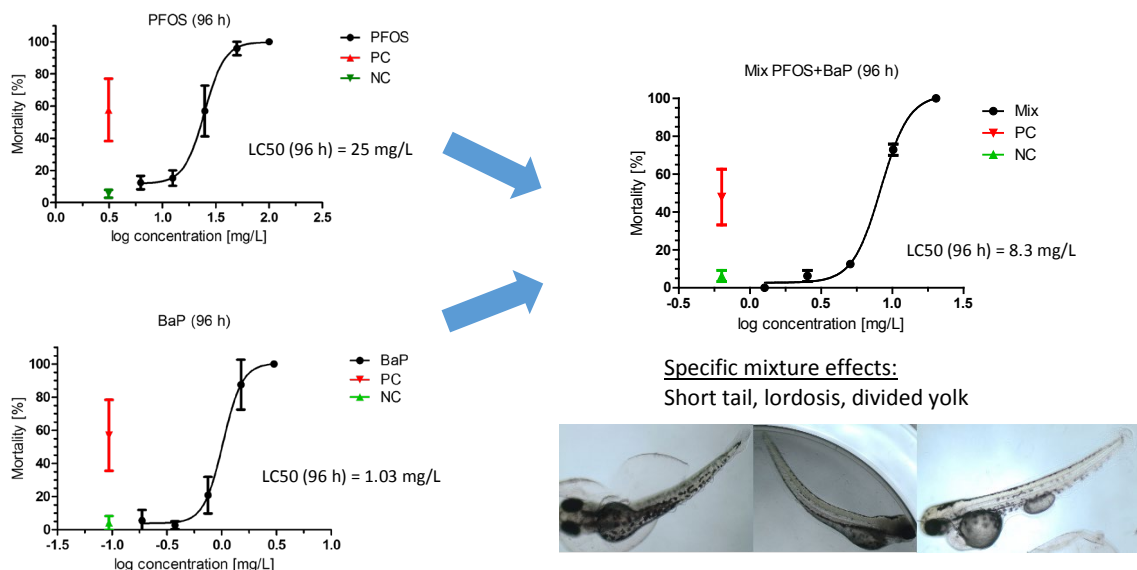 PFOS (96 h)
Mortality [%]
100
80
60
40
20
0
0.0 0.5 1.0 1.5 2.0 2.5
log concentration [mg/L]
PFOS
PC
NC
LC50 (96 h) = 25 mg/L
BaP (96 h)
Mortality [%]
100
80
60
40
20
0
-1.5 -1.0 -0.5 0.0 0.5 1.0
log concentration [mg/L]
BaP
PC
NC
LC50 (96 h) = 1.03 mg/L
Mix PFOS+BaP (96 h)
Mortality [%]
100
80
60
40
20
0
-0.5 0.0 0.5 1.0 1.5
log concentration [mg/L]
Mix
PC
NC
LC50 (96 h) = 8.3 mg/L
Specific mixture effects:
Short tail, lordosis, divided yolk